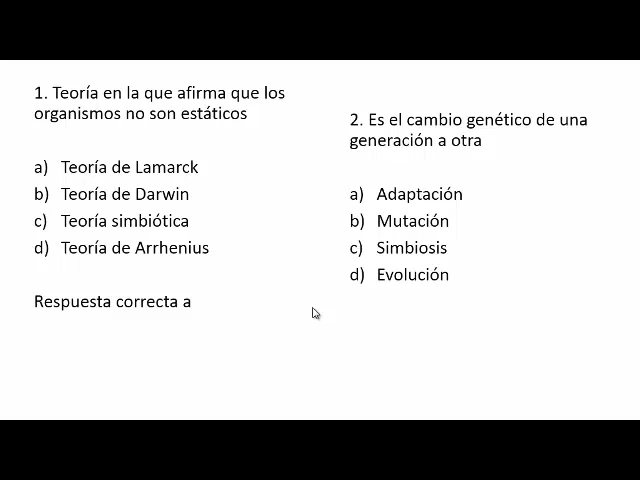 1. Teoría en la que afirma que los
organismos no son estáticos
a) Teoría de Lamarck
b) Teoría de Darwin
c) Teoría simbiótica
d) Teoría de Arrhenius
Respuesta correcta a
2. Es el cambio genético de una
generación a otra
a) Adaptación
b) Mutación
c) Simbiosis
d) Evolución